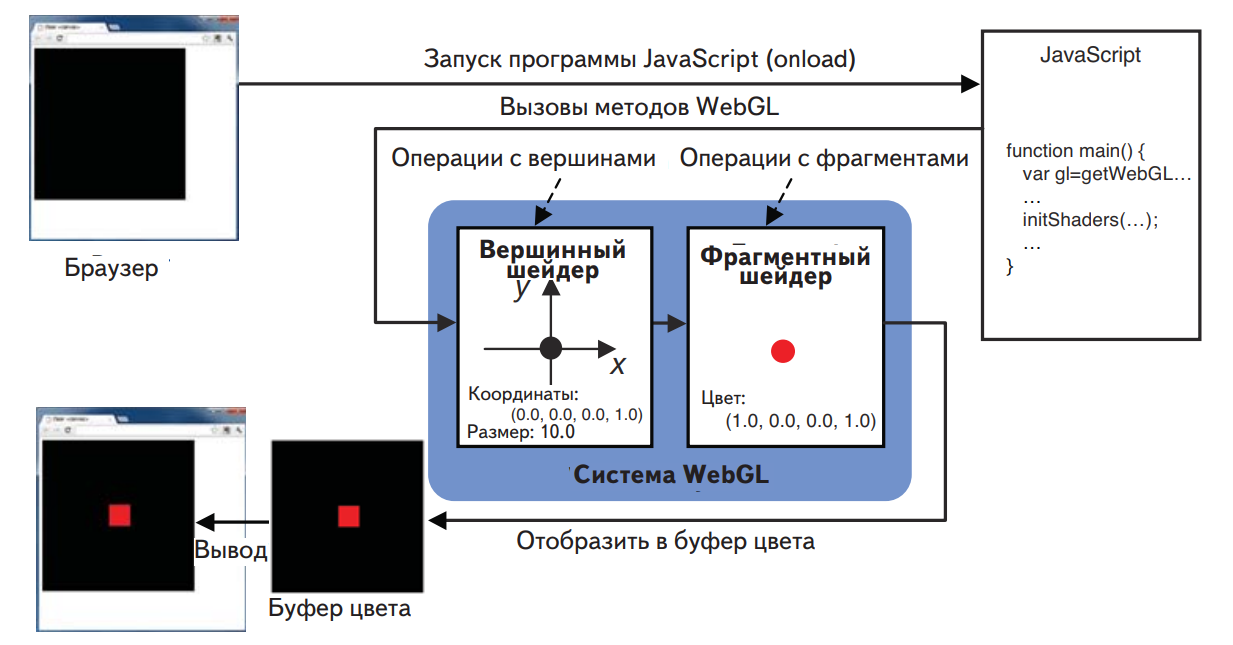 Запуск программы JavaScript (onload)
JavaScript
Вызовы методов WebGL
Операции с вершинами
Операции с фрагментами
function main() {
var gl=getWebGL…
…
initShaders(…);
…
}
Браузер
Вершинный
шейдер
y
x
Координаты:
(0.0, 0.0, 0.0, 1.0)
Размер: 10.0
Фрагментный
шейдер
Цвет:
(1.0, 0.0, 0.0, 1.0)
Система WebGL
Отобразить в буфер цвета
Вывод
Буфер цвета